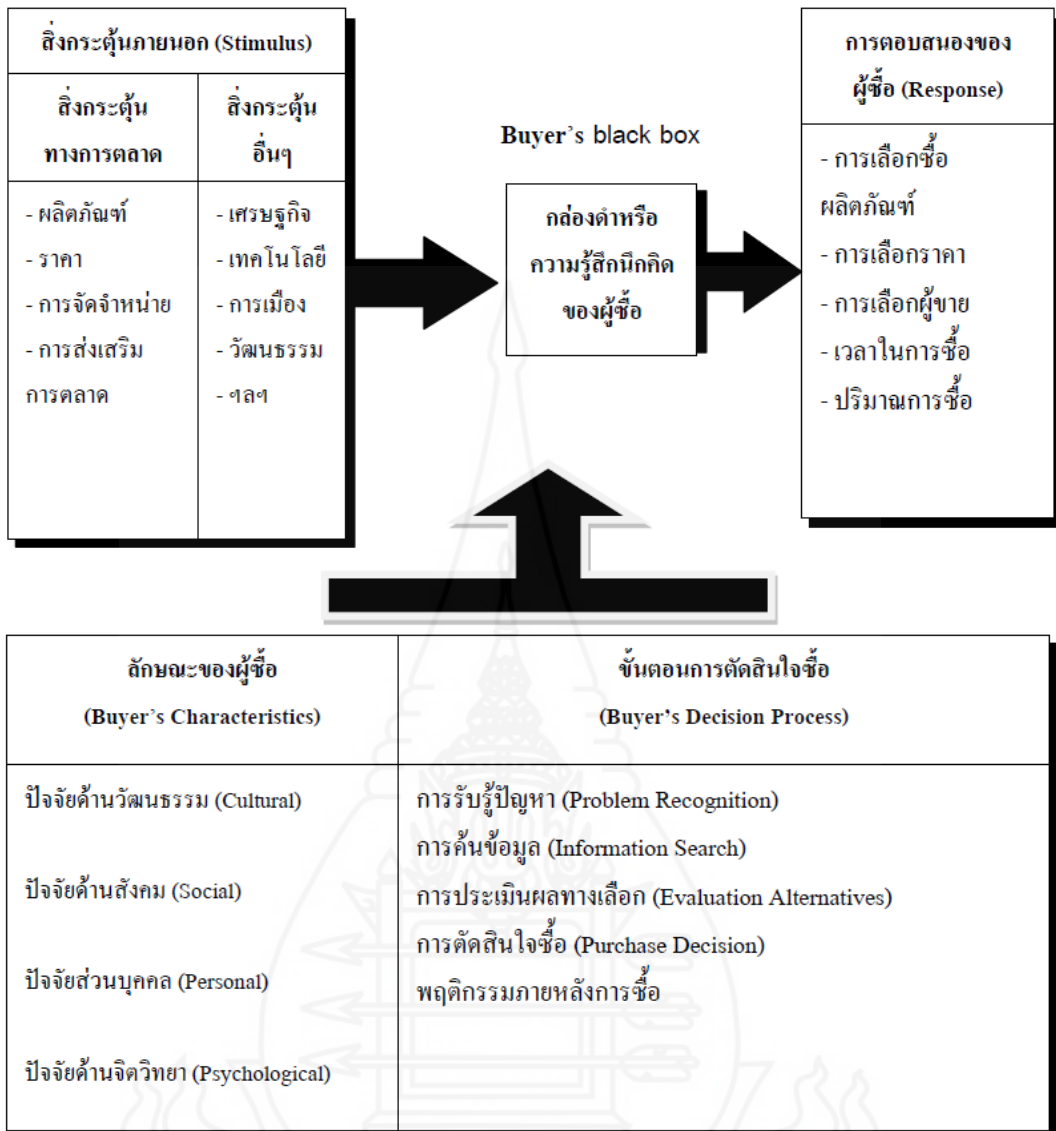 สิ่งกระตุ้นภายนอก (Stimulus)
สิ่งกระตุ้น
ทางการตลาด
สิ่งกระตุ้น
อื่นๆ
- ผลิตภัณฑ์
- ราคา
- การจัดจำหน่าย
- การส่งเสริม
การตลาด
- เศรษฐกิจ
- เทคโนโลยี
- การเมือง
- วัฒนธรรม
- ฯลฯ
Buyer's black box
กล่องดำหรือ
ความรู้สึกนึกคิด
ของผู้ซื้อ
การตอบสนองของ
ผู้ซื้อ (Response)
- การเลือกซื้อ
ผลิตภัณฑ์
- การเลือกราคา
- การเลือกผู้ขาย
- เวลาในการซื้อ
- ปริมาณการซื้อ
ลักษณะของผู้ซื้อ
(Buyer's Characteristics)
ขั้นตอนการตัดสินใจซื้อ
(Buyer's Decision Process)
ปัจจัยด้านวัฒนธรรม (Cultural)
ปัจจัยด้านสังคม (Social)
ปัจจัยส่วนบุคคล (Personal)
ปัจจัยด้านจิตวิทยา (Psychological)
การรับรู้ปัญหา (Problem Recognition)
การค้นข้อมูล (Information Search)
การประเมินผลทางเลือก (Evaluation Alternatives)
การตัดสินใจซื้อ (Purchase Decision)
พฤติกรรมภายหลังการซื้อ